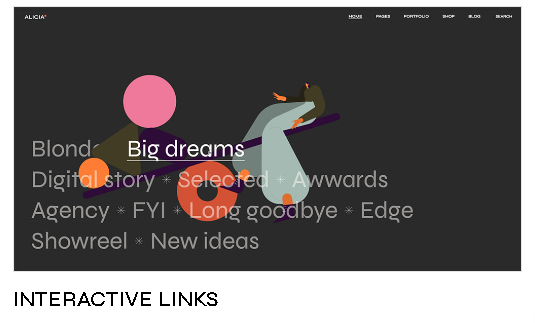 ALICIA
HOME PAGES PORTFOLIO SHOP BLOG SEARCH
Big dreams
Digital story * Selected * Awwards
Agency * FYI * Long goodbye * Edge
Showreel * New ideas
INTERACTIVE LINKS